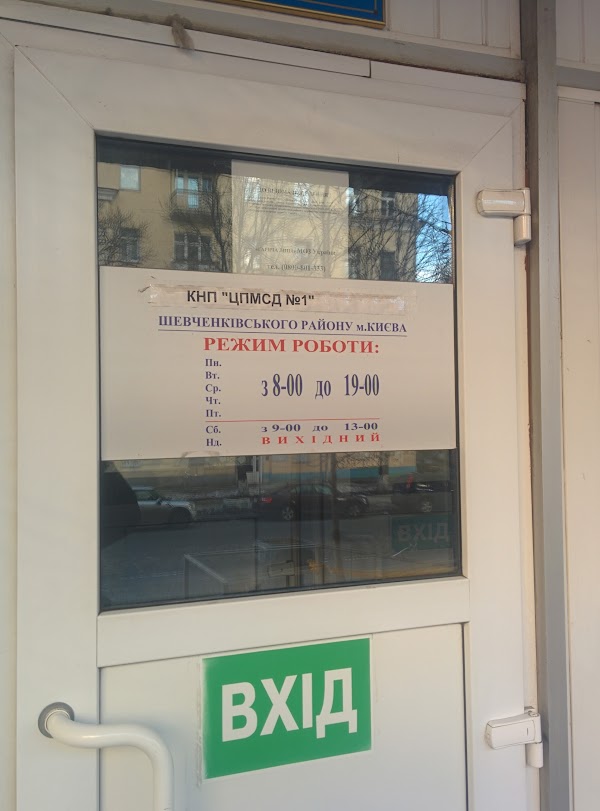 КНП "ЦПМСД №1"
ШЕВЧЕНКІВСЬКОГО РАЙОНУ м.КИЄВА
РЕЖИМ РОБОТИ:
Пн.
Вт.
Ср. з 8-00 до 19-00
Чт.
Пт.
Сб. з 9-00 до 13-00
Нд. ВИХІДНИЙ
ВХІД
ВХІД